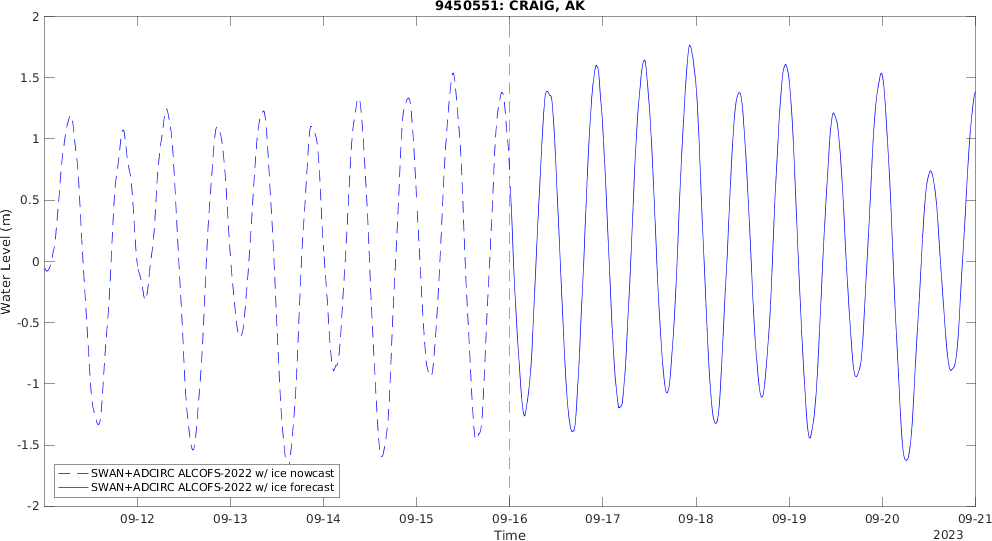 9450551: CRAIG, AK
2
1.5
1
0.5
0
-0.5
-1
-1.5
-2
Water Level (m)
SWAN+ADCIRC ALCOFS-2022 w/ ice nowcast
SWAN+ADCIRC ALCOFS-2022 w/ ice forecast
09-12 09-13 09-14 09-15 09-16 09-17 09-18 09-19 09-20 09-21
Time
2023